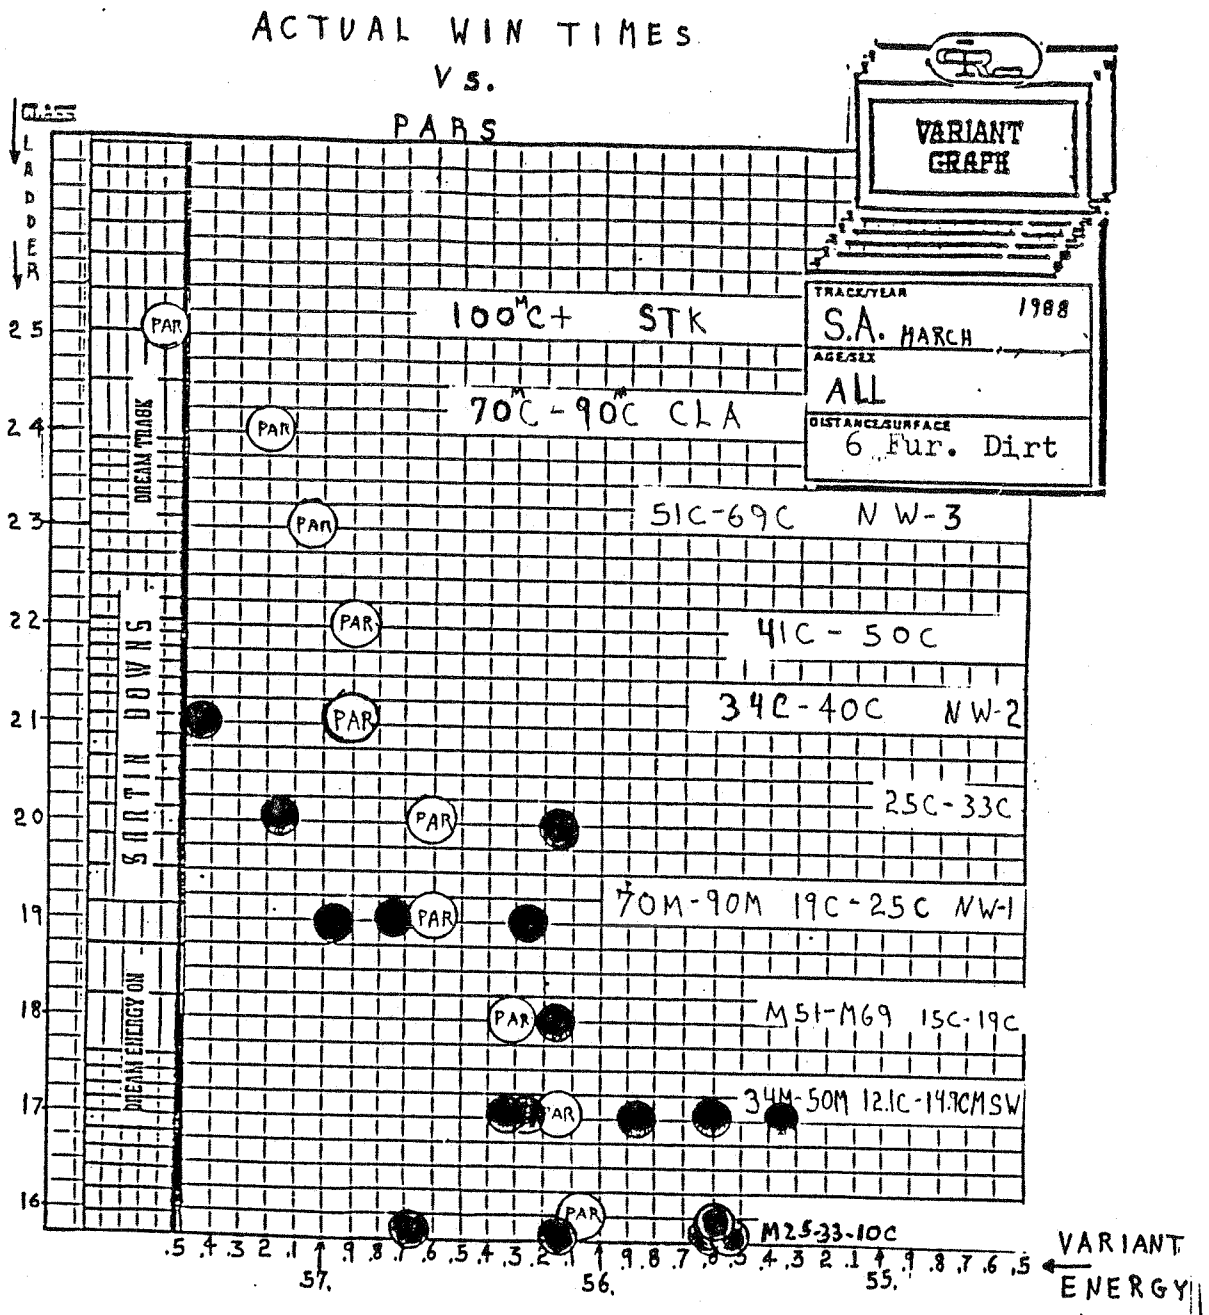 ACTUAL WIN TIMES
Vs.
PARS
CLASS
LADDER
VARIANT
GRAPH
TRACK/YEAR
1988
S.A. MARCH
AGE/SEX
ALL
DISTANCE/SURFACE
6 Fur. Dirt
25 PAR 100ᴹC+ STK
24 PAR 70ᴹC-90ᴹC CLA
23 PAR 51C-69C NW-3
22 PAR 41C-50C
21 PAR 34C-40C NW-2
20 PAR 25C-33C
19 PAR 70M-90M 19C-25C NW-1
18 PAR M51-M69 15C-19C
17 PAR 34M-50M 12.1C-14.9C MSW
16 PAR M25-33-10C
DREAM TRACK
SARTIN DOWNS
DREAM ENERGY ON
.5 .4 .3 .2 .1 .9 .8 .7 .6 .5 .4 .3 .2 .1 .9 .8 .7 .6 .5 .4 .3 2 .1 .9 .8 .7 .6 .5
57. 56. 55.
VARIANT
ENERGY